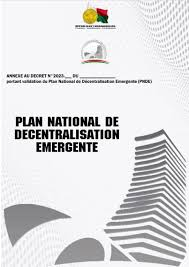 ANNEXE AU DECRET N° 2023-___ DU ___
portant validation du Plan National de Décentralisation Emergente (PNDE)
PLAN NATIONAL DE
DECENTRALISATION
EMERGENTE